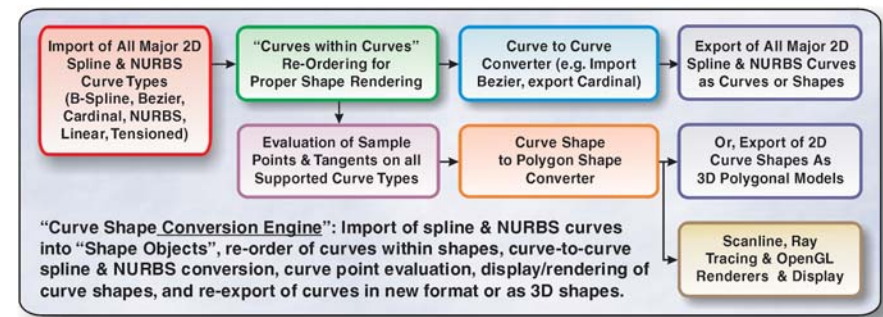 Import of All Major 2D
Spline & NURBS
Curve Types
(B-Spline, Bezier,
Cardinal, NURBS,
Linear, Tensioned)
“Curves within Curves”
Re-Ordering for
Proper Shape Rendering
Curve to Curve
Converter (e.g. Import
Bezier, export Cardinal)
Export of All Major 2D
Spline & NURBS Curves
as Curves or Shapes
Evaluation of Sample
Points & Tangents on all
Supported Curve Types
Curve Shape
to Polygon Shape
Converter
Or, Export of 2D
Curve Shapes As
3D Polygonal Models
Scanline, Ray
Tracing & OpenGL
Renderers & Display
“Curve Shape Conversion Engine”: Import of spline & NURBS curves
into “Shape Objects”, re-order of curves within shapes, curve-to-curve
spline & NURBS conversion, curve point evaluation, display/rendering of
curve shapes, and re-export of curves in new format or as 3D shapes.